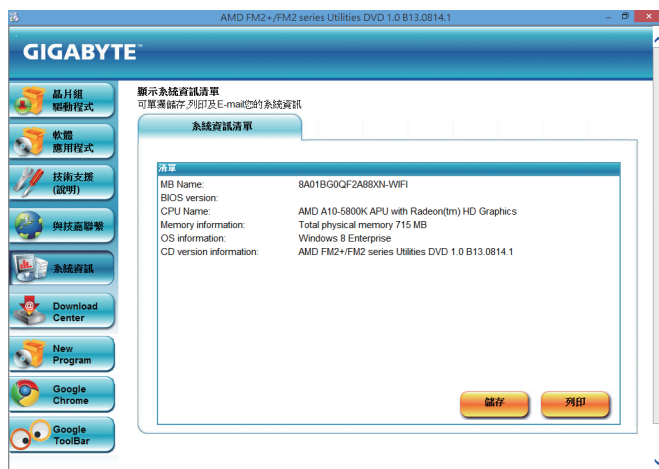 AMD FM2+/FM2 series Utilities DVD 1.0 B13.0814.1
GIGABYTE™
晶片組
驅動程式
軟體
應用程式
技術支援
(說明)
與技嘉聯繫
系統資訊
Download
Center
New
Program
Google
Chrome
Google
ToolBar
顯示系統資訊清單
可單獨儲存,列印及E-mail您的系統資訊
系統資訊清單
清單
MB Name: 8A01BG0QF2A88XN-WIFI
BIOS version:
CPU Name: AMD A10-5800K APU with Radeon(tm) HD Graphics
Memory information: Total physical memory 715 MB
OS information: Windows 8 Enterprise
CD version information: AMD FM2+/FM2 series Utilities DVD 1.0 B13.0814.1
儲存 列印